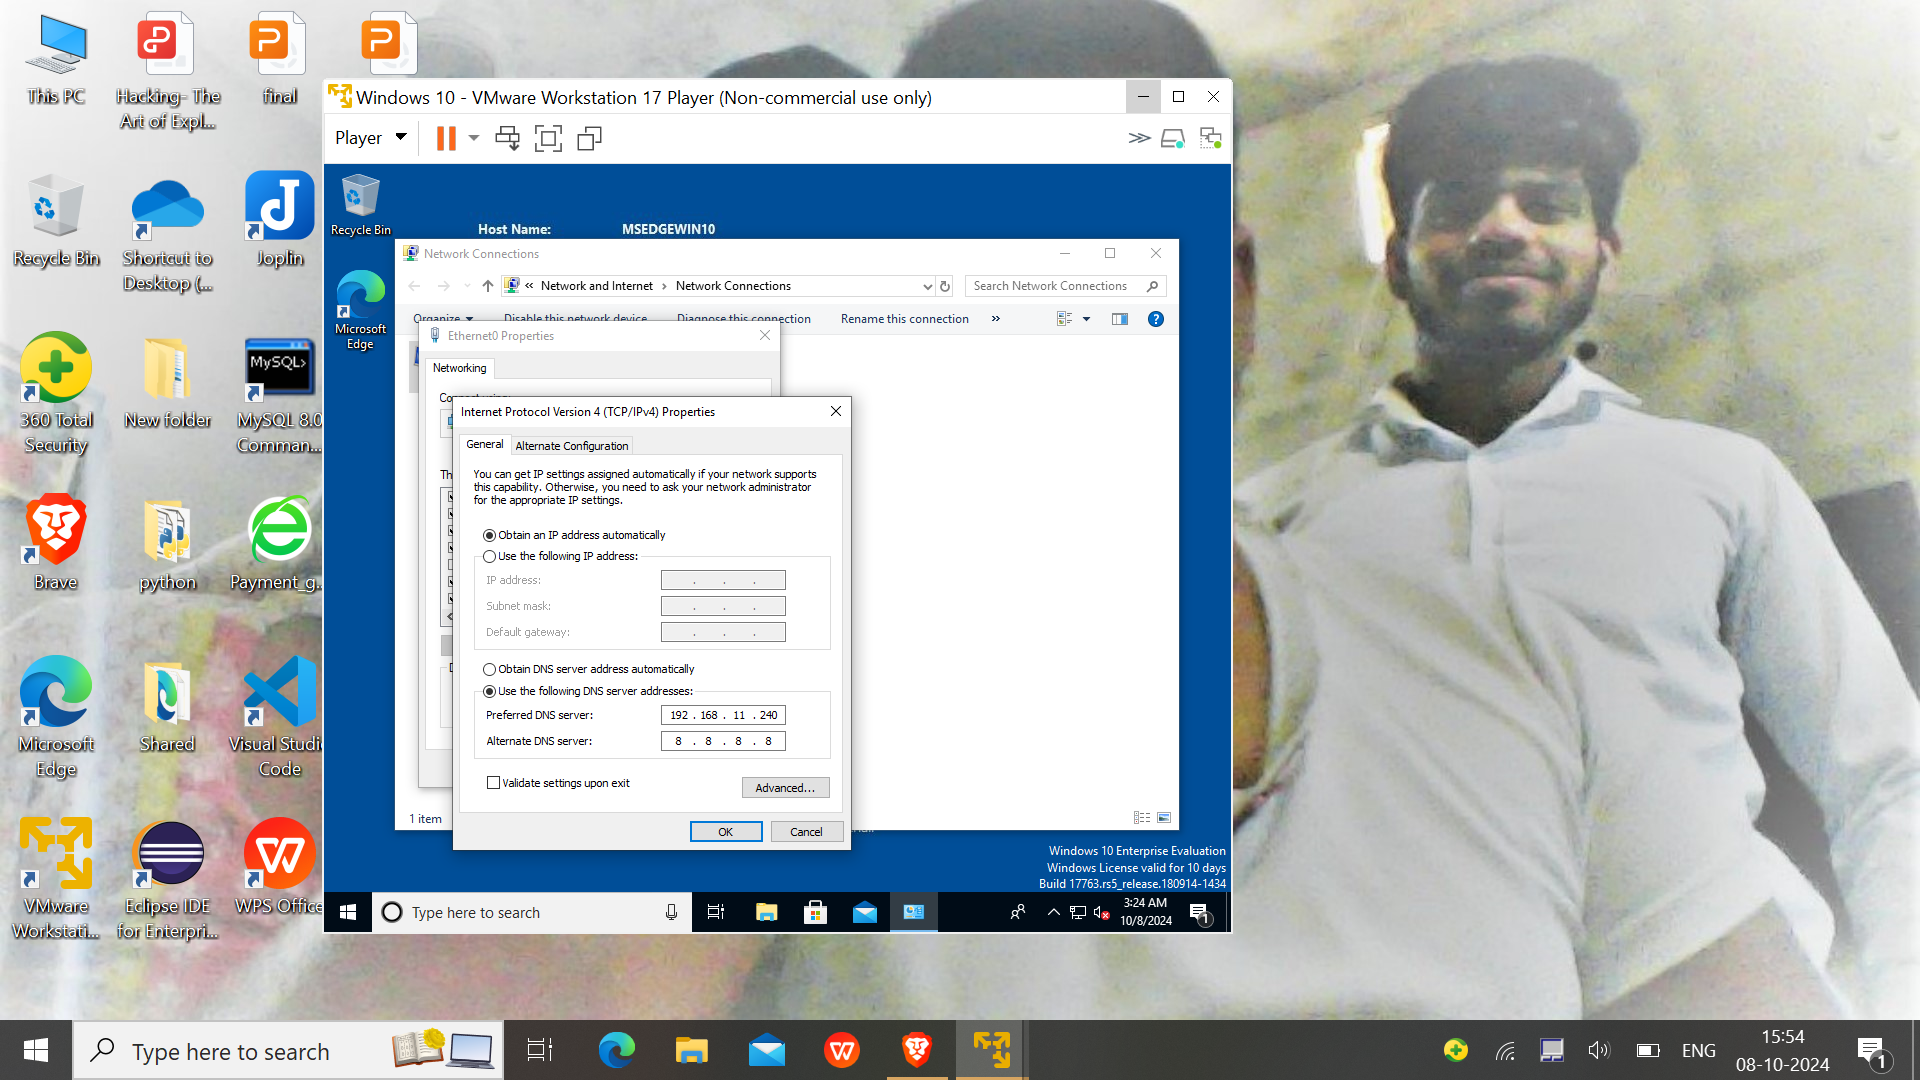 This PC
Hacking- The
Art of Expl...
final
Recycle Bin
Shortcut to
Desktop (...
Joplin
360 Total
Security
New folder
MySQL>
MySQL 8.0
Comman...
Brave
python
Payment_g...
Microsoft
Edge
Shared
Visual Studi
Code
VMware
Workstati...
Eclipse IDE
for Enterpri...
WPS Office
Windows 10 - VMware Workstation 17 Player (Non-commercial use only)
Player
Recycle Bin
Microsoft
Edge
Host Name: MSEDGEWIN10
Network Connections
« Network and Internet › Network Connections
Search Network Connections
Organize Disable this network device Diagnose this connection Rename this connection »
Ethernet0 Properties
Networking
Internet Protocol Version 4 (TCP/IPv4) Properties
General Alternate Configuration
You can get IP settings assigned automatically if your network supports
this capability. Otherwise, you need to ask your network administrator
for the appropriate IP settings.
Obtain an IP address automatically
Use the following IP address:
IP address: . . .
Subnet mask: . . .
Default gateway: . . .
Obtain DNS server address automatically
Use the following DNS server addresses:
Preferred DNS server: 192 . 168 . 11 . 240
Alternate DNS server: 8 . 8 . 8 . 8
Validate settings upon exit
Advanced...
OK Cancel
1 item
Windows 10 Enterprise Evaluation
Windows License valid for 10 days
Build 17763.rs5_release.180914-1434
Type here to search
3:24 AM
10/8/2024
1
Type here to search
ENG
15:54
08-10-2024
1